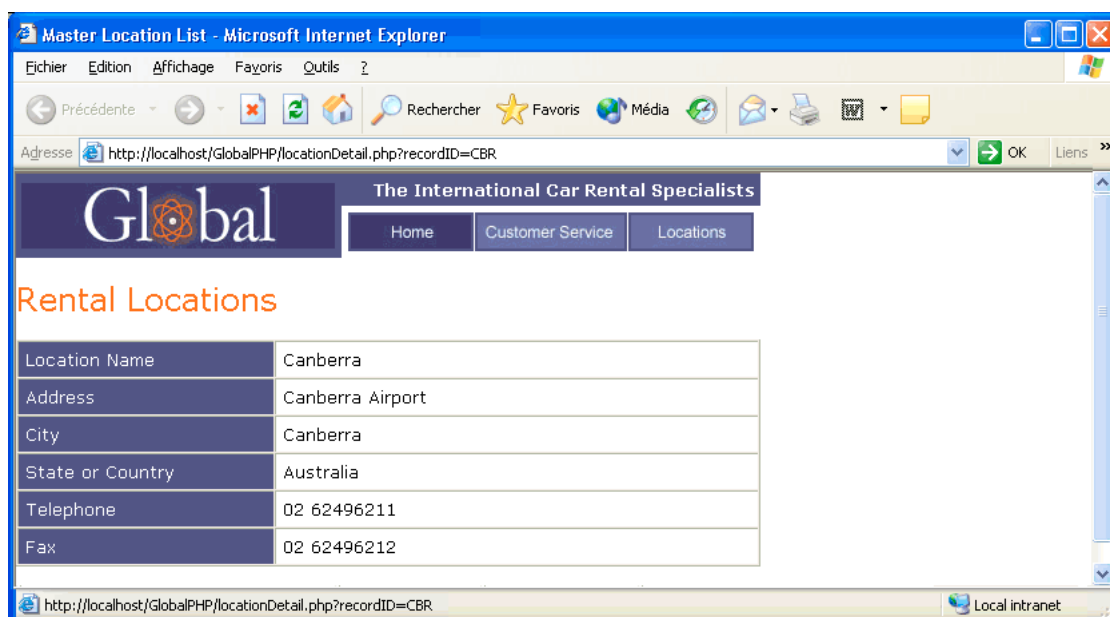 Master Location List - Microsoft Internet Explorer
Fichier Edition Affichage Favoris Outils ?
Précédente Rechercher Favoris Média W
Adresse http://localhost/GlobalPHP/locationDetail.php?recordID=CBR OK Liens »
Global The International Car Rental Specialists
Home Customer Service Locations
Rental Locations
Location Name Canberra
Address Canberra Airport
City Canberra
State or Country Australia
Telephone 02 62496211
Fax 02 62496212
http://localhost/GlobalPHP/locationDetail.php?recordID=CBR Local intranet